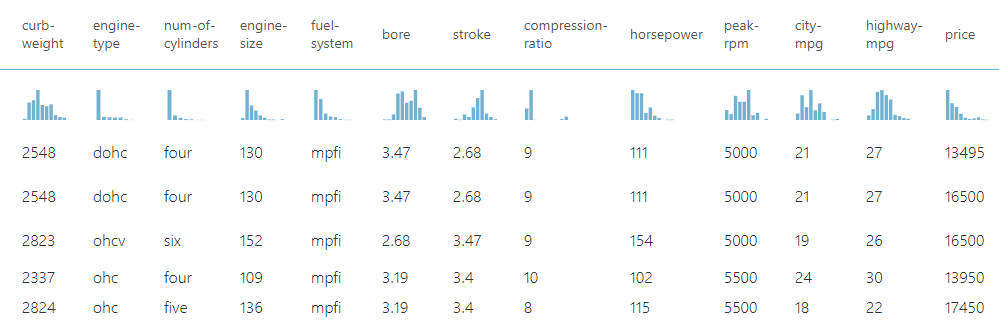 curb-weight engine-type num-of-cylinders engine-size fuel-system bore stroke compression-ratio horsepower peak-rpm city-mpg highway-mpg price
2548 dohc four 130 mpfi 3.47 2.68 9 111 5000 21 27 13495
2548 dohc four 130 mpfi 3.47 2.68 9 111 5000 21 27 16500
2823 ohcv six 152 mpfi 2.68 3.47 9 154 5000 19 26 16500
2337 ohc four 109 mpfi 3.19 3.4 10 102 5500 24 30 13950
2824 ohc five 136 mpfi 3.19 3.4 8 115 5500 18 22 17450